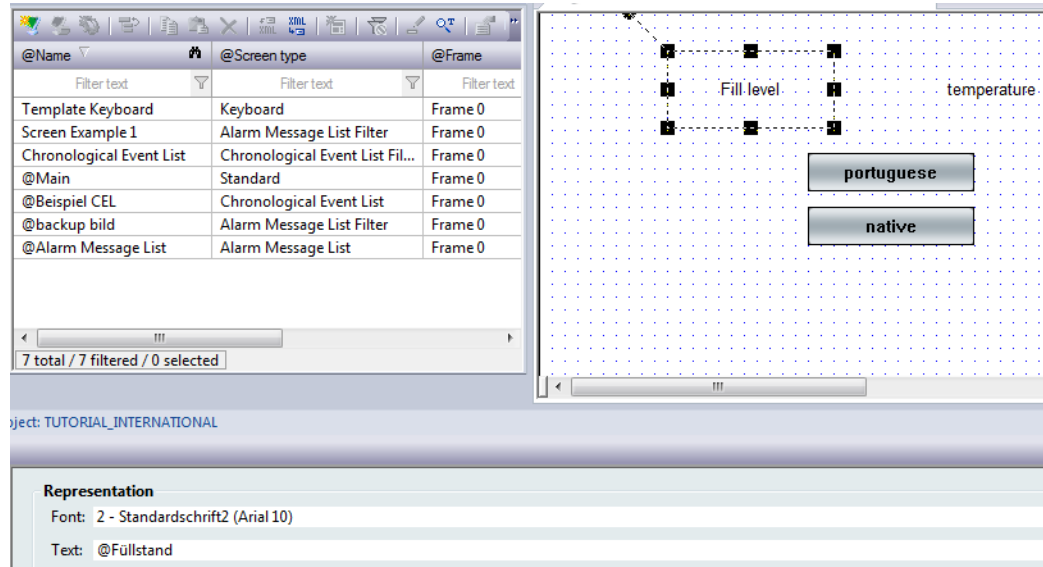 XML
XML
@Name @Screen type @Frame
Filter text Filter text Filter text
Template Keyboard Keyboard Frame 0
Screen Example 1 Alarm Message List Filter Frame 0
Chronological Event List Chronological Event List Fil... Frame 0
@Main Standard Frame 0
@Beispiel CEL Chronological Event List Frame 0
@backup bild Alarm Message List Filter Frame 0
@Alarm Message List Alarm Message List Frame 0
7 total / 7 filtered / 0 selected
Fill level temperature
portuguese
native
oject: TUTORIAL_INTERNATIONAL
Representation
Font: 2 - Standardschrift2 (Arial 10)
Text: @Füllstand